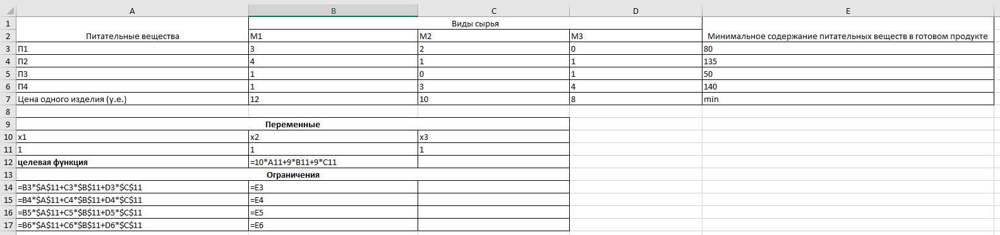 A B C D E
1 Виды сырья
2 Питательные вещества М1 М2 М3 Минимальное содержание питательных веществ в готовом продукте
3 П1 3 2 0 80
4 П2 4 1 1 135
5 П3 1 0 1 50
6 П4 1 3 4 140
7 Цена одного изделия (у.е.) 12 10 8 min
8
9 Переменные
10 x1 x2 x3
11 1 1 1
12 целевая функция =10*A11+9*B11+9*C11
13 Ограничения
14 =B3*$A$11+C3*$B$11+D3*$C$11 =E3
15 =B4*$A$11+C4*$B$11+D4*$C$11 =E4
16 =B5*$A$11+C5*$B$11+D5*$C$11 =E5
17 =B6*$A$11+C6*$B$11+D6*$C$11 =E6